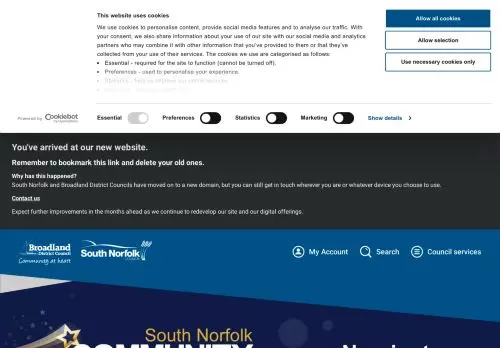 This website uses cookies
We use cookies to personalise content, provide social media features and to analyse our traffic. With
your consent, we also share information about your use of our site with our social media and analytics
partners who may combine it with other information that you've provided to them or that they've
collected from your use of their services. The cookies we use are categorised as follows:
• Essential - required for the site to function (cannot be turned off).
• Preferences - used to personalise your experience.
Allow all cookies
Allow selection
Use necessary cookies only
Powered by Cookiebot
by Usercentrics
Essential
Preferences
Statistics
Marketing
Show details
You've arrived at our new website.
Remember to bookmark this link and delete your old ones.
Why has this happened?
South Norfolk and Broadland District Councils have moved on to a new domain, but you can still get in touch wherever you are or whatever device you choose to use.
Contact us
Expect further improvements in the months ahead as we continue to redevelop our site and our digital offerings.
Broadland
District Council
Community at heart
South Norfolk
COUNCIL
My Account
Search
Council services
South Norfolk
COMMUNITY